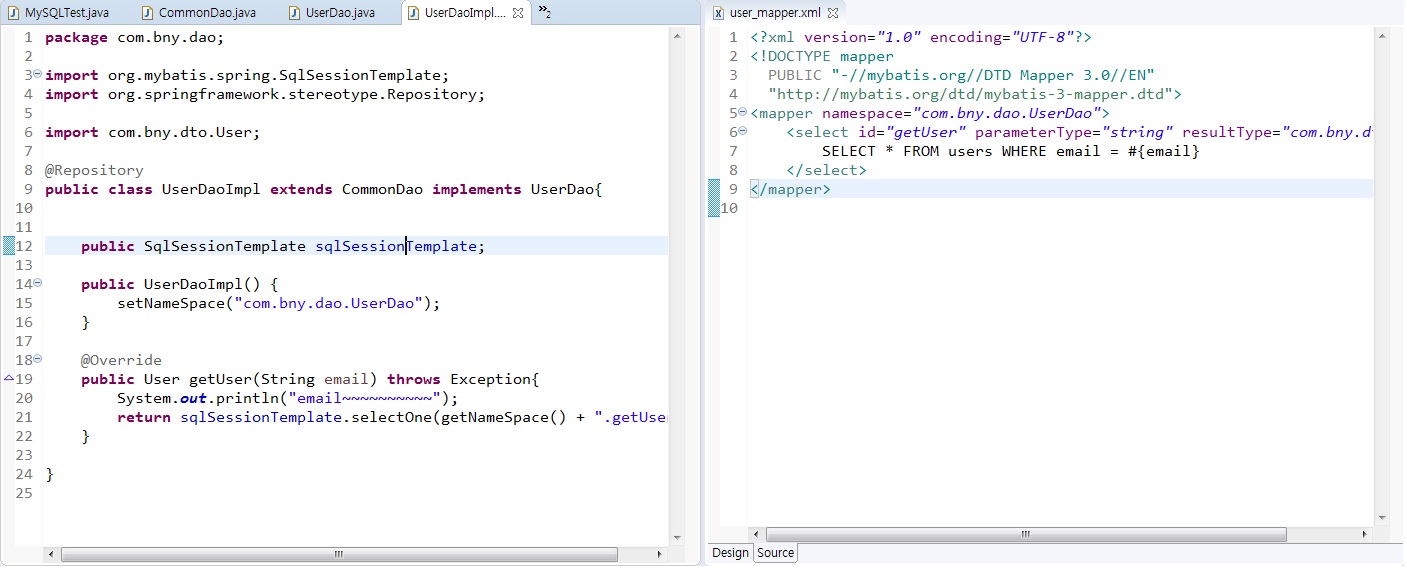 MySQLTest.java CommonDao.java UserDao.java UserDaoImpl.... »2
1 package com.bny.dao;
2
3 import org.mybatis.spring.SqlSessionTemplate;
4 import org.springframework.stereotype.Repository;
5
6 import com.bny.dto.User;
7
8 @Repository
9 public class UserDaoImpl extends CommonDao implements UserDao{
10
11
12 public SqlSessionTemplate sqlSessionTemplate;
13
14 public UserDaoImpl() {
15 setNameSpace("com.bny.dao.UserDao");
16 }
17
18 @Override
19 public User getUser(String email) throws Exception{
20 System.out.println("email~~~~~~~~~~");
21 return sqlSessionTemplate.selectOne(getNameSpace() + ".getUse
22 }
23
24 }
25
user_mapper.xml
1 <?xml version="1.0" encoding="UTF-8"?>
2 <!DOCTYPE mapper
3 PUBLIC "-//mybatis.org//DTD Mapper 3.0//EN"
4 "http://mybatis.org/dtd/mybatis-3-mapper.dtd">
5 <mapper namespace="com.bny.dao.UserDao">
6 <select id="getUser" parameterType="string" resultType="com.bny.d
7 SELECT * FROM users WHERE email = #{email}
8 </select>
9 </mapper>
10
Design Source